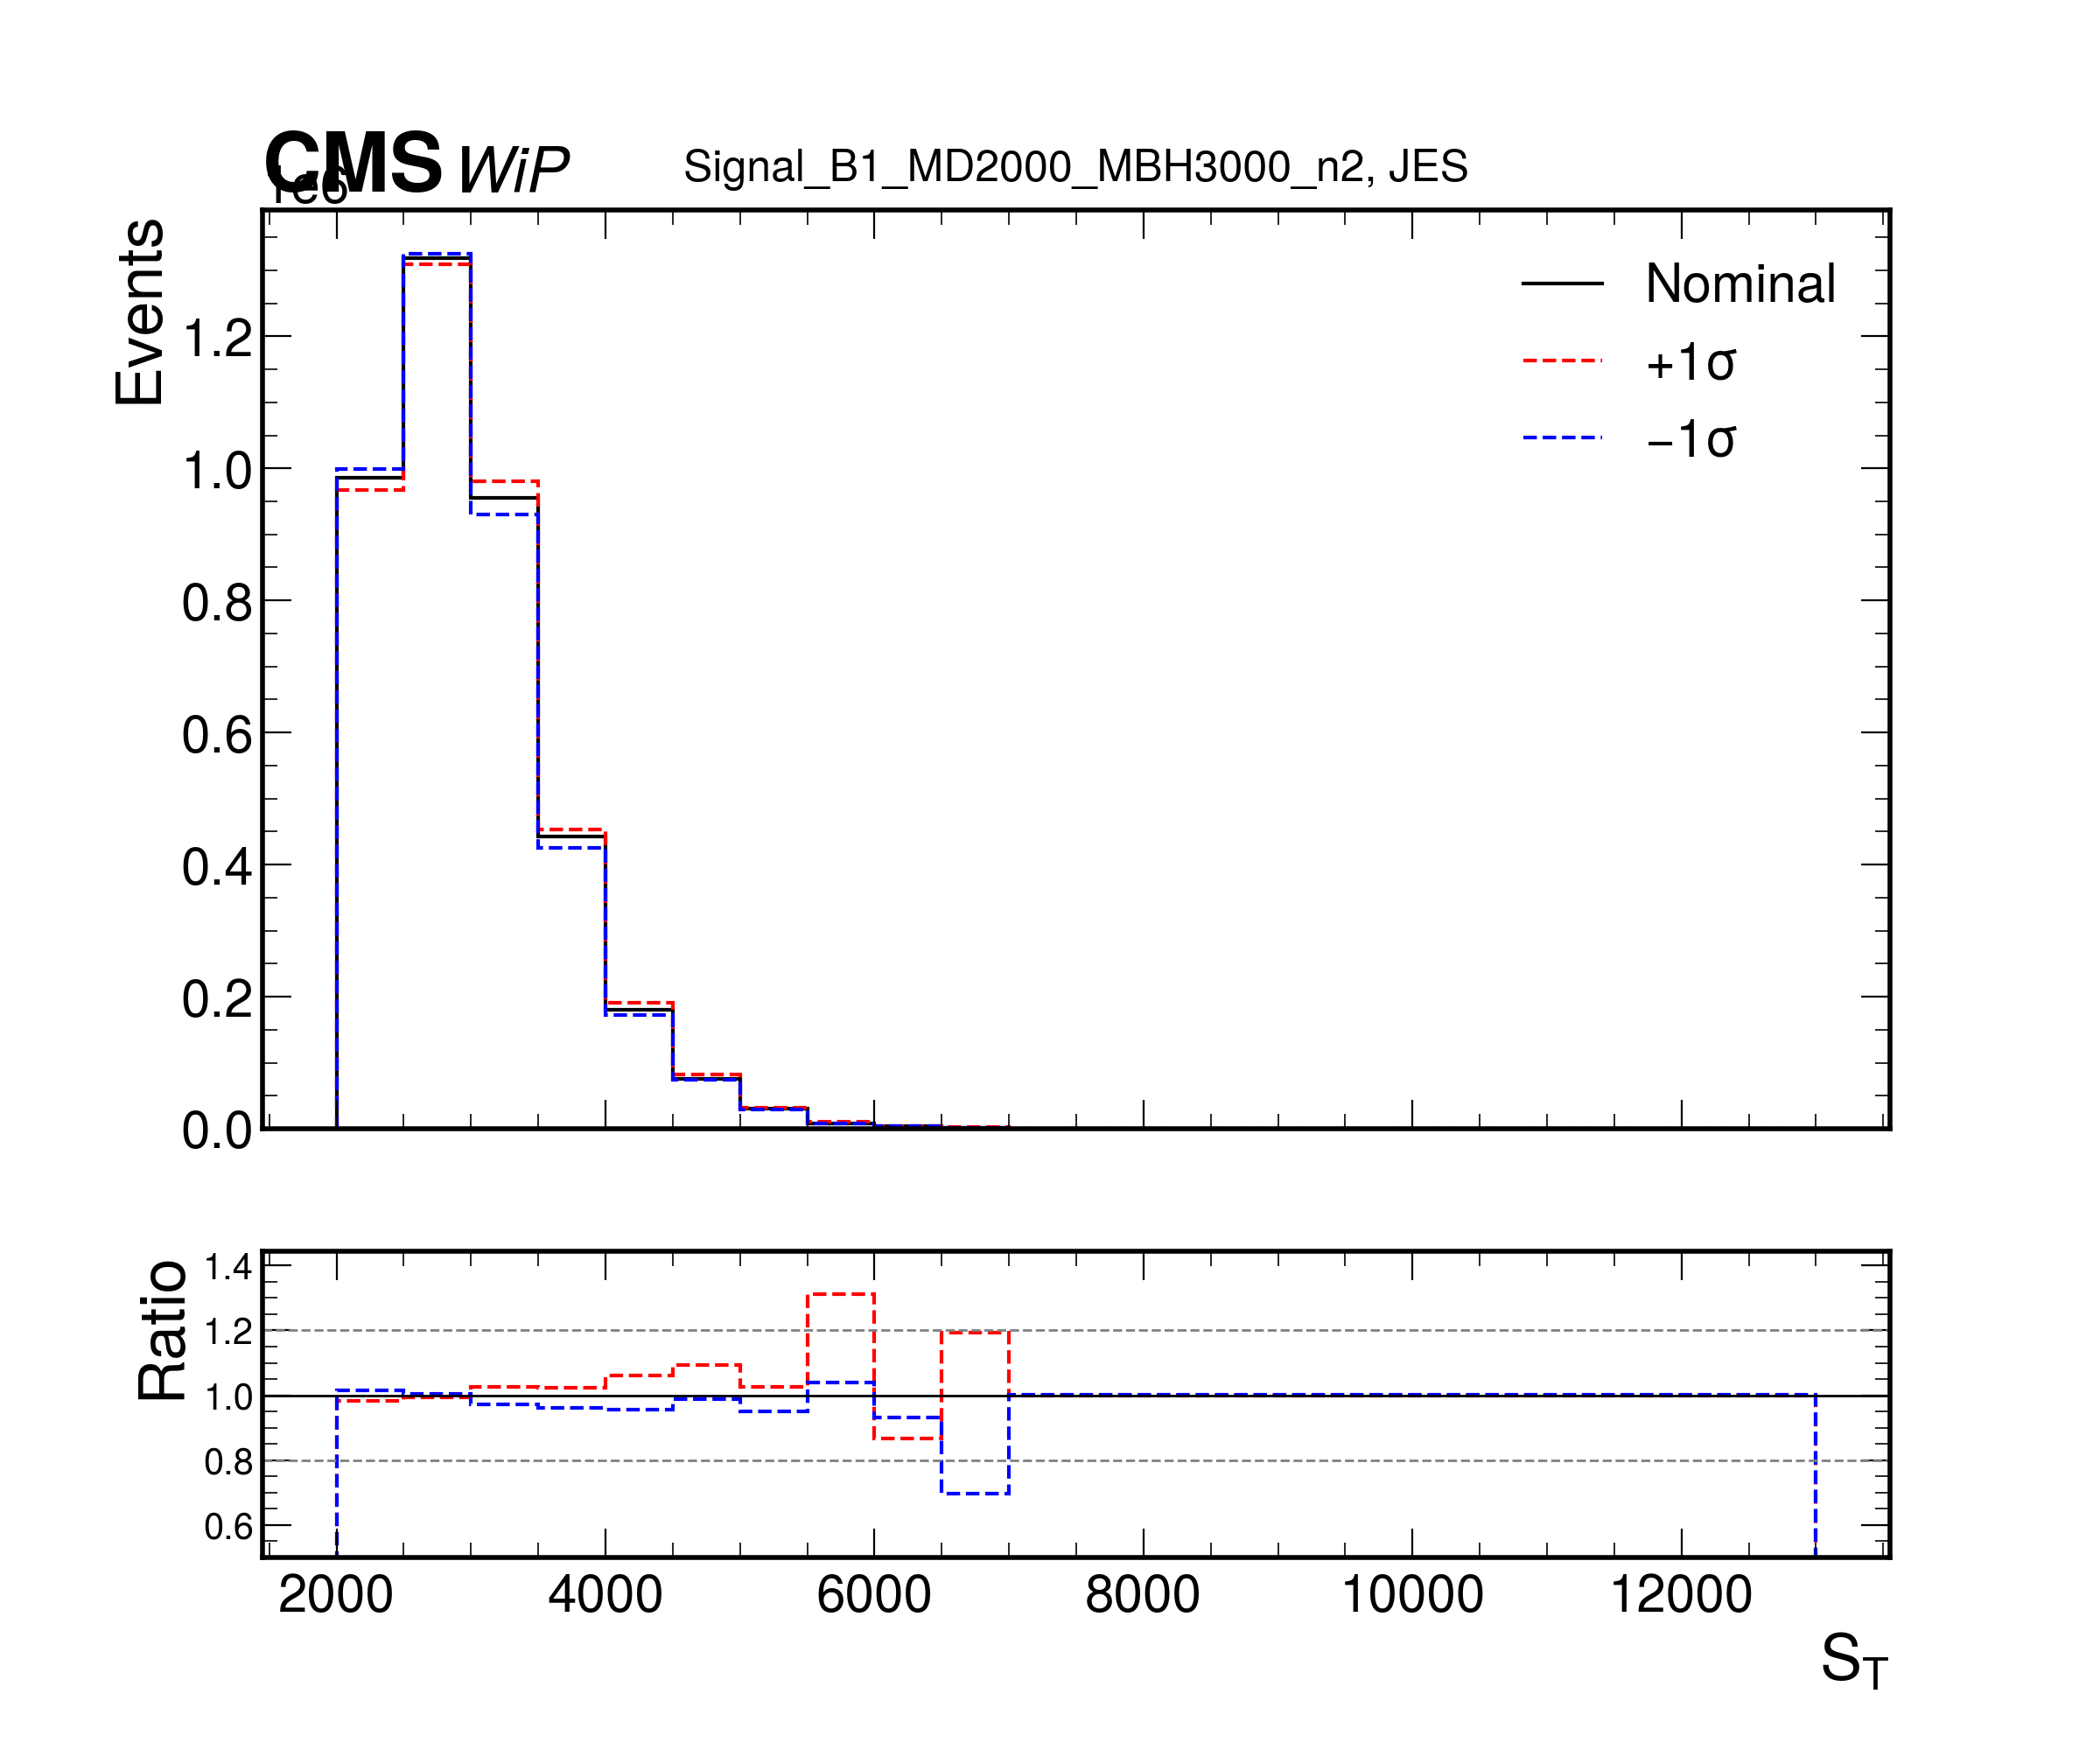 CMS WiP
Signal_B1_MD2000_MBH3000_n2, JES
1e6
Events
1.2
1.0
0.8
0.6
0.4
0.2
0.0
Nominal
+1σ
−1σ
Ratio
1.4
1.2
1.0
0.8
0.6
2000 4000 6000 8000 10000 12000
S_T